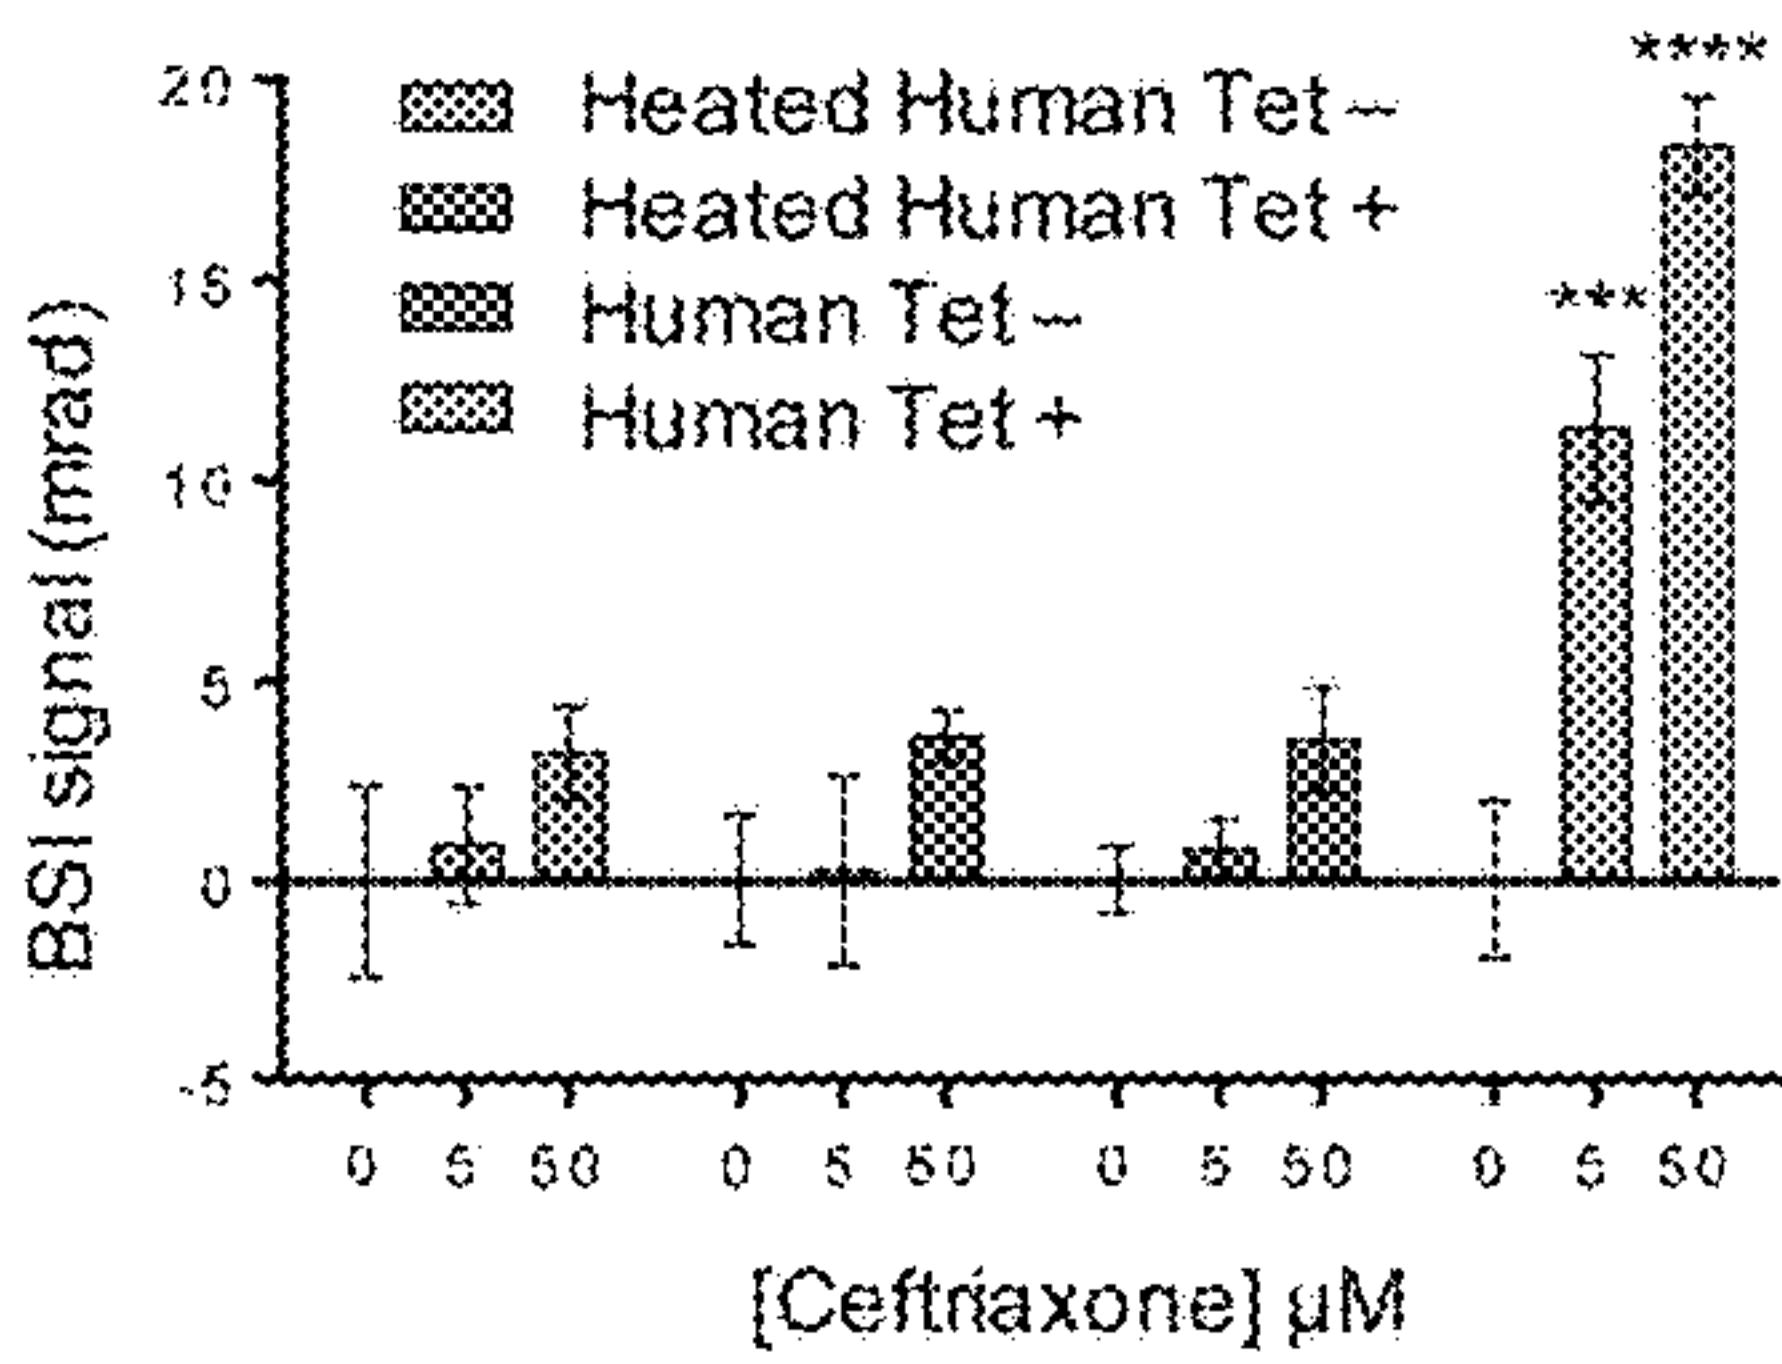 ****
20
Heated Human Tet –
Heated Human Tet +
15
***
Human Tet –
Human Tet +
10
5
0
-5
BSI signal (mrad)
0 5 50 0 5 50 0 5 50 0 5 50
[Ceftriaxone] µM